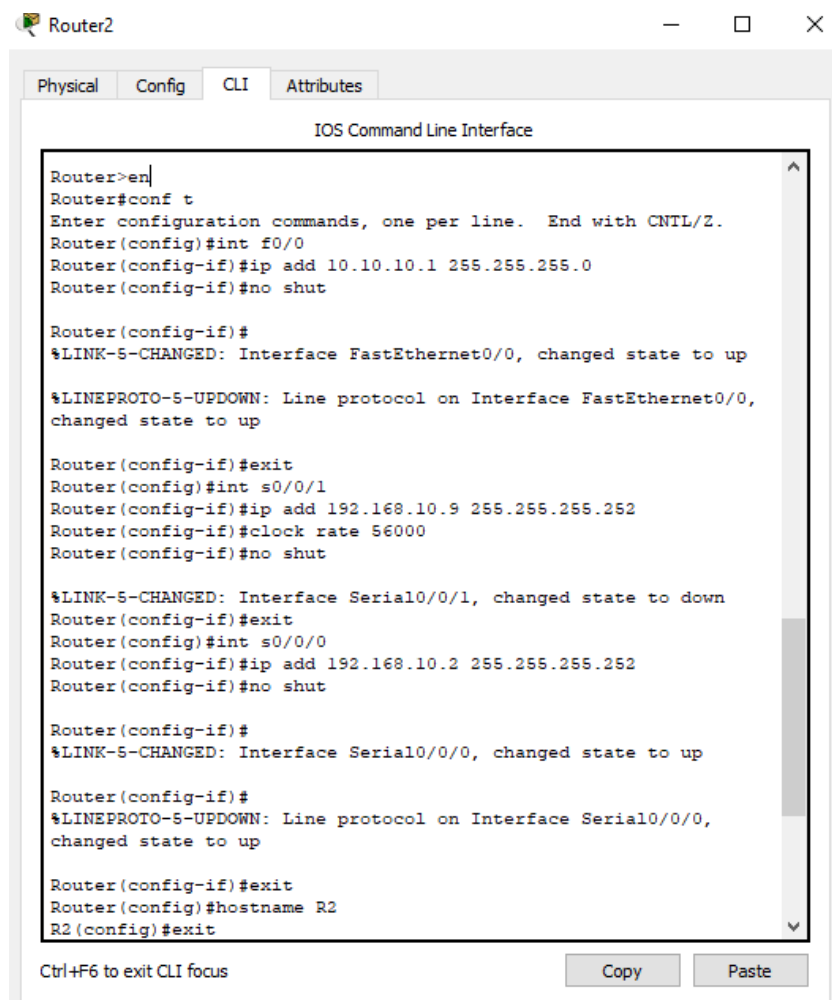 Router2
Physical Config CLI Attributes
IOS Command Line Interface
Router>en
Router#conf t
Enter configuration commands, one per line.  End with CNTL/Z.
Router(config)#int f0/0
Router(config-if)#ip add 10.10.10.1 255.255.255.0
Router(config-if)#no shut
Router(config-if)#
%LINK-5-CHANGED: Interface FastEthernet0/0, changed state to up
%LINEPROTO-5-UPDOWN: Line protocol on Interface FastEthernet0/0,
changed state to up
Router(config-if)#exit
Router(config)#int s0/0/1
Router(config-if)#ip add 192.168.10.9 255.255.255.252
Router(config-if)#clock rate 56000
Router(config-if)#no shut
%LINK-5-CHANGED: Interface Serial0/0/1, changed state to down
Router(config-if)#exit
Router(config)#int s0/0/0
Router(config-if)#ip add 192.168.10.2 255.255.255.252
Router(config-if)#no shut
Router(config-if)#
%LINK-5-CHANGED: Interface Serial0/0/0, changed state to up
Router(config-if)#
%LINEPROTO-5-UPDOWN: Line protocol on Interface Serial0/0/0,
changed state to up
Router(config-if)#exit
Router(config)#hostname R2
R2(config)#exit
Ctrl+F6 to exit CLI focus
Copy Paste